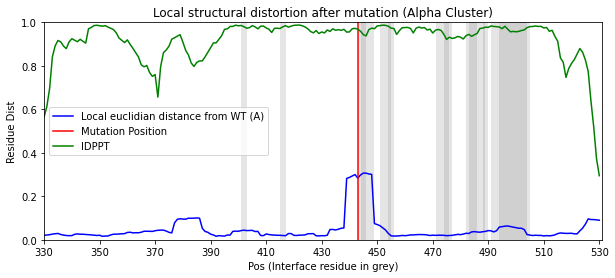 Local structural distortion after mutation (Alpha Cluster)
1.0
0.8
0.6
0.4
0.2
0.0
Residue Dist
Local euclidian distance from WT (A)
Mutation Position
IDPPT
330
350
370
390
410
430
450
470
490
510
530
Pos (Interface residue in grey)